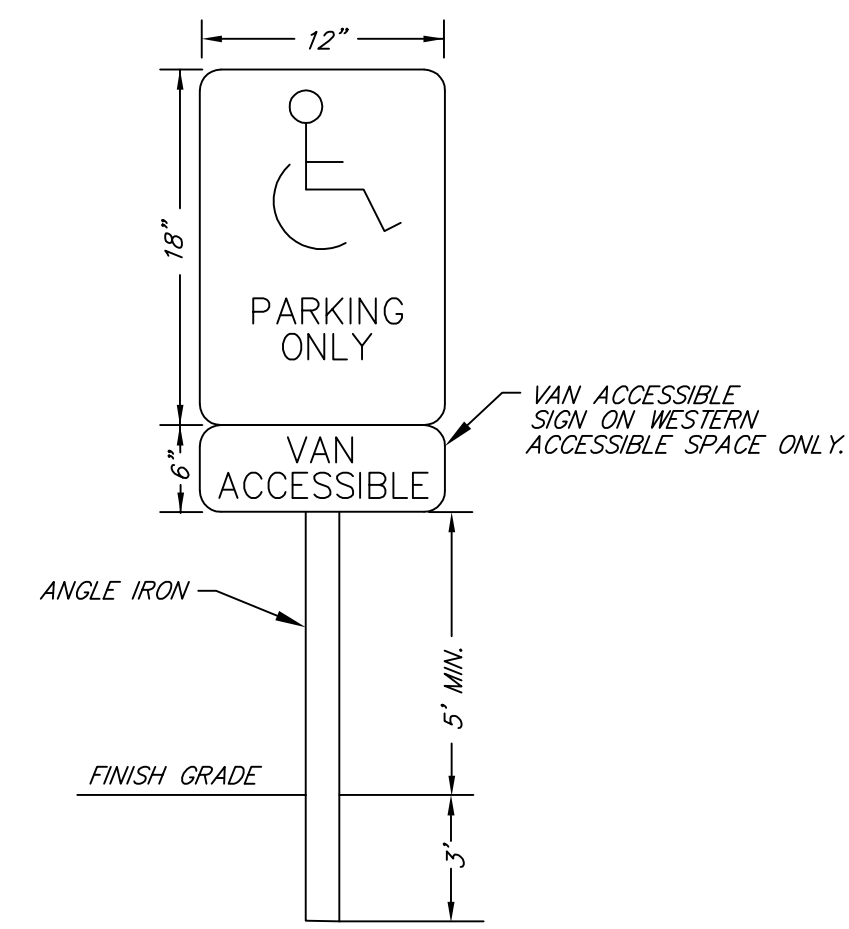 12"
18"
PARKING
ONLY
VAN ACCESSIBLE
SIGN ON WESTERN
ACCESSIBLE SPACE ONLY.
6"
VAN
ACCESSIBLE
ANGLE IRON
5' MIN.
FINISH GRADE
3'